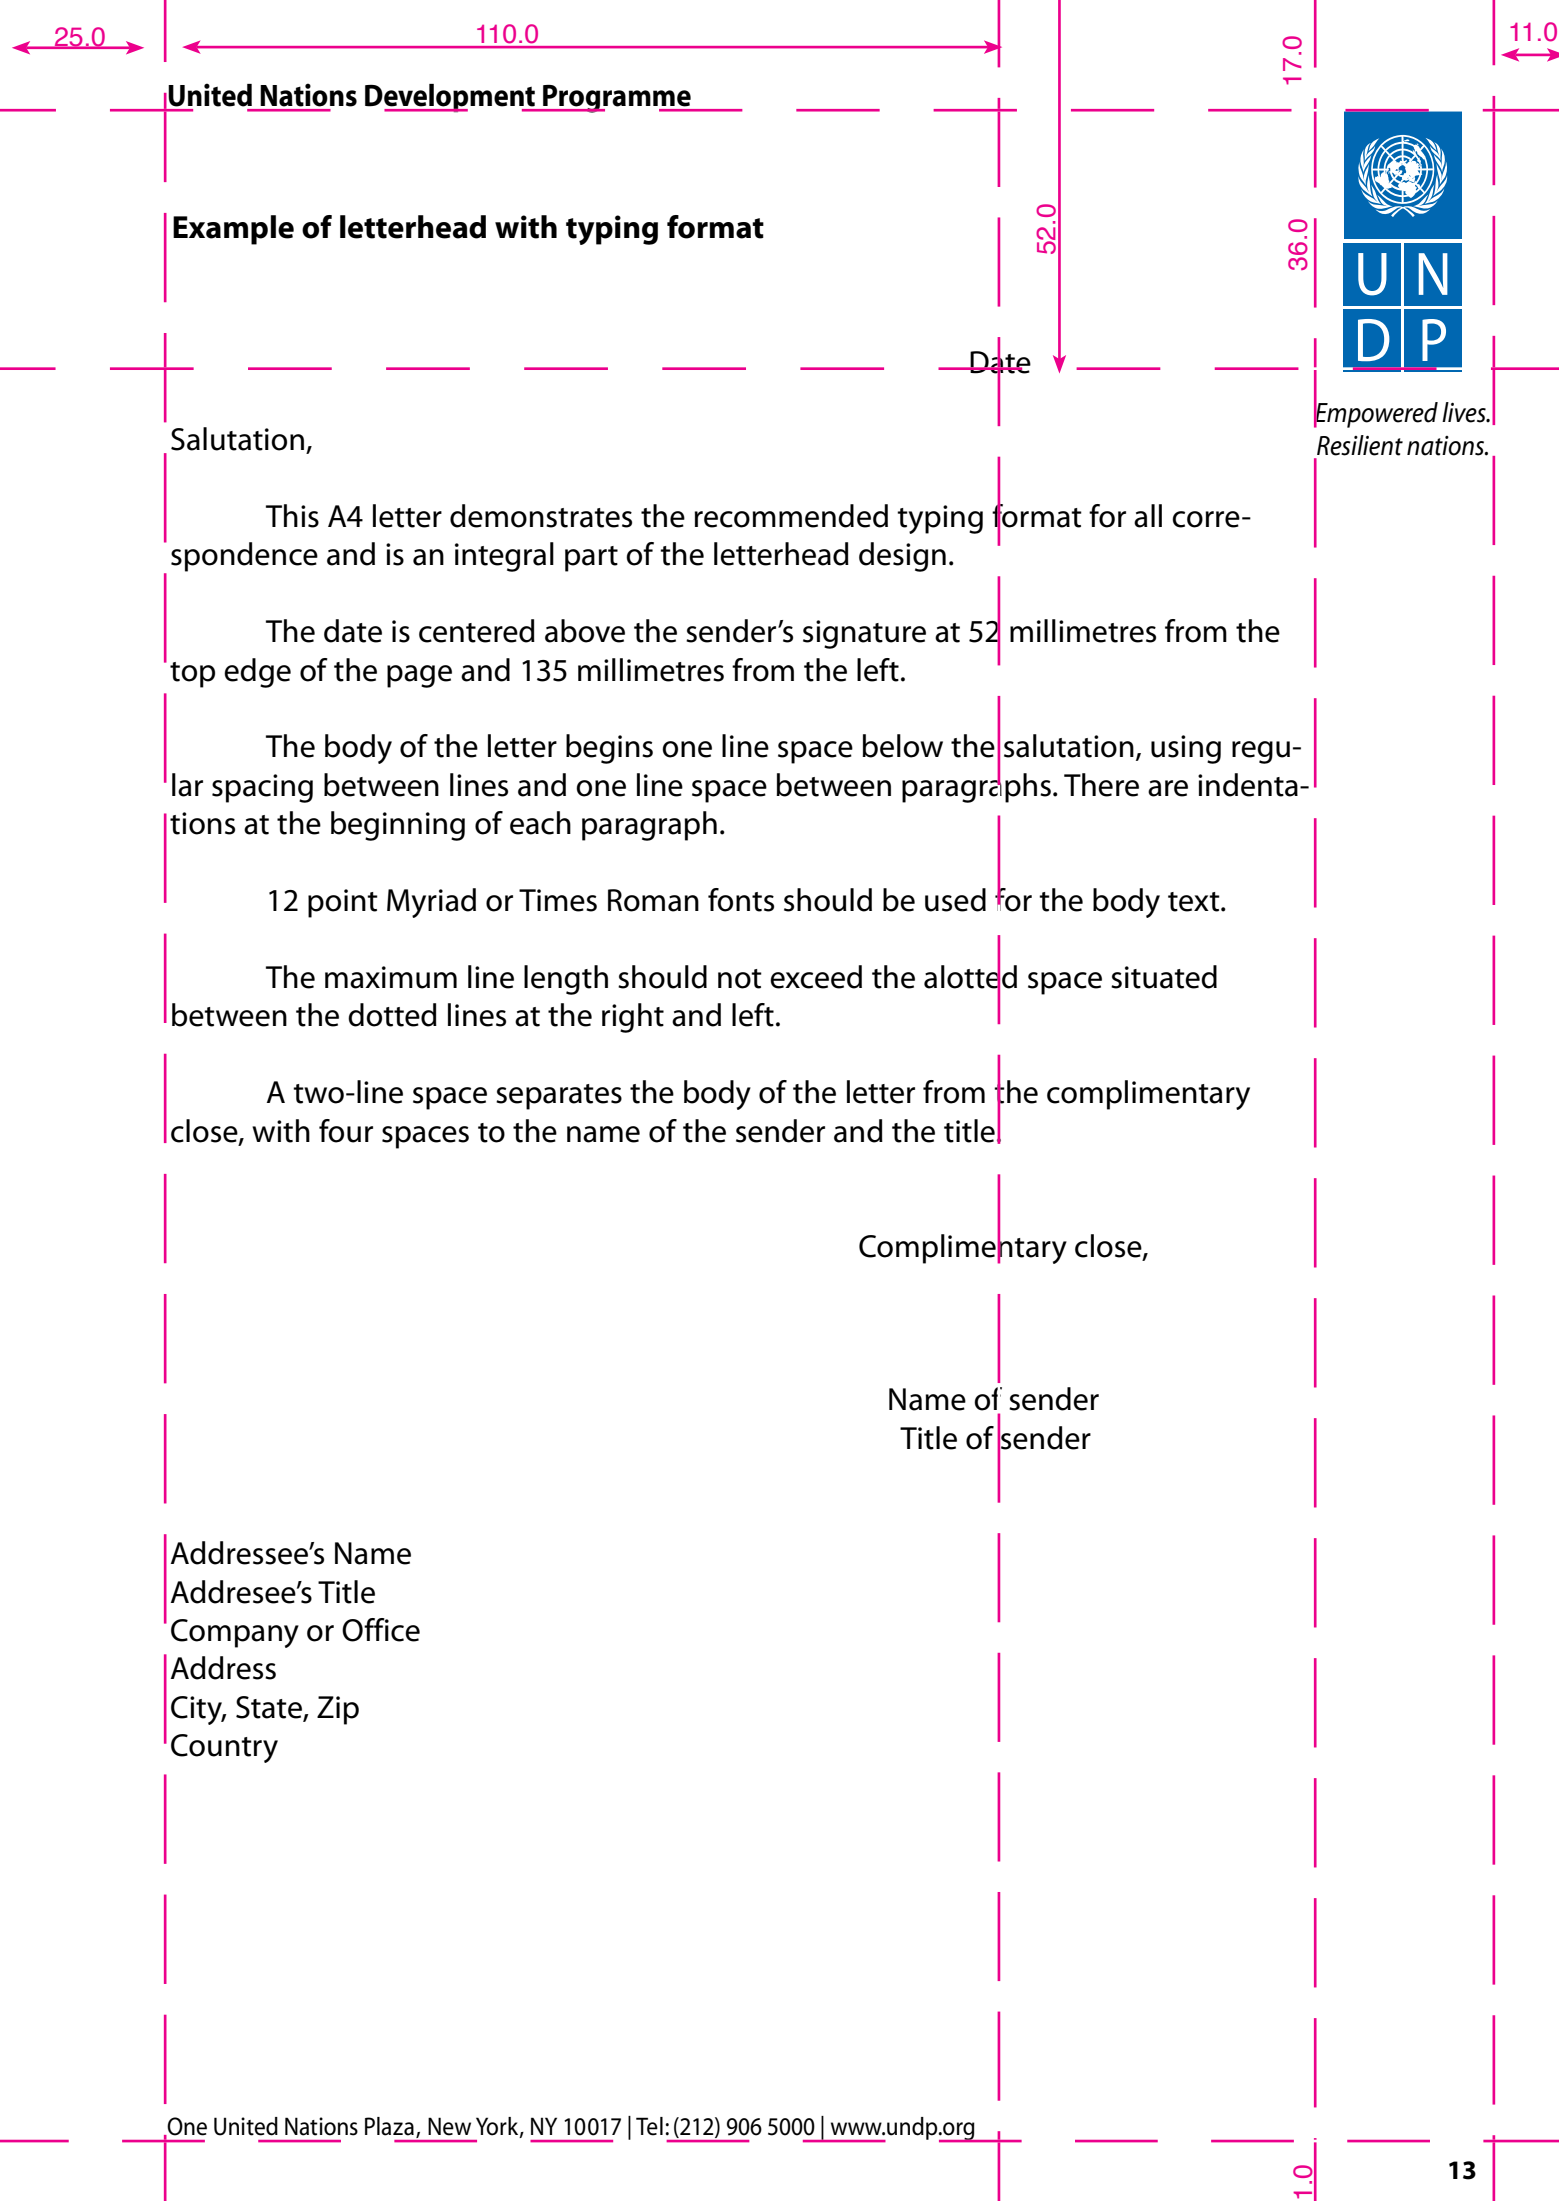 25.0
110.0
17.0
11.0
United Nations Development Programme
Example of letterhead with typing format
52.0
36.0
U N
D P
Date
Empowered lives.
Resilient nations.
Salutation,
This A4 letter demonstrates the recommended typing format for all corre-
spondence and is an integral part of the letterhead design.
The date is centered above the sender’s signature at 52 millimetres from the
top edge of the page and 135 millimetres from the left.
The body of the letter begins one line space below the salutation, using regu-
lar spacing between lines and one line space between paragraphs. There are indenta-
tions at the beginning of each paragraph.
12 point Myriad or Times Roman fonts should be used for the body text.
The maximum line length should not exceed the alotted space situated
between the dotted lines at the right and left.
A two-line space separates the body of the letter from the complimentary
close, with four spaces to the name of the sender and the title.
Complimentary close,
Name of sender
Title of sender
Addressee’s Name
Addresee’s Title
Company or Office
Address
City, State, Zip
Country
One United Nations Plaza, New York, NY 10017 | Tel: (212) 906 5000 | www.undp.org
13